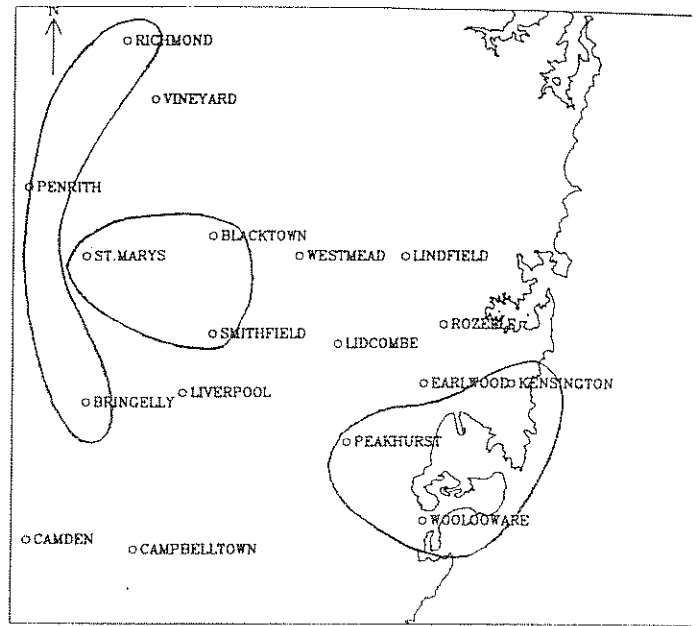 N
RICHMOND
VINEYARD
PENRITH
BLACKTOWN
ST.MARYS
WESTMEAD
LINDFIELD
ROZELLE
SMITHFIELD
LIDCOMBE
EARLWOOD
KENSINGTON
LIVERPOOL
BRINGELLY
PEAKHURST
WOOLOOWARE
CAMDEN
CAMPBELLTOWN